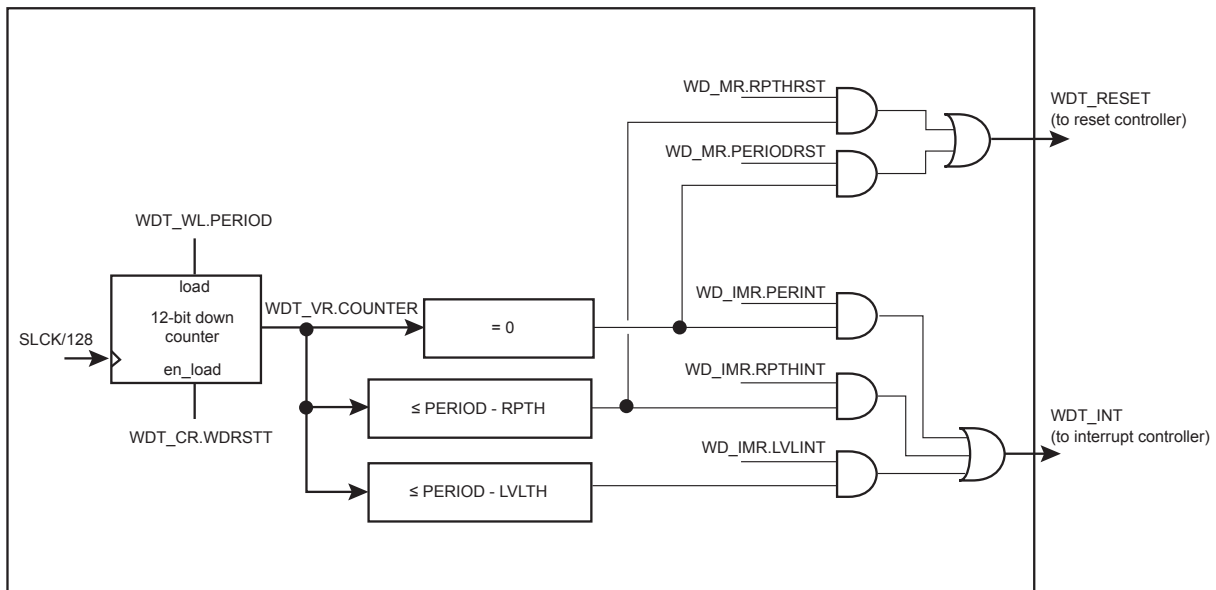 WD_MR.RPTHRST
WDT_RESET
(to reset controller)
WD_MR.PERIODRST
WDT_WL.PERIOD
load
12-bit down
counter
en_load
SLCK/128
WDT_CR.WDRSTT
WDT_VR.COUNTER
= 0
≤ PERIOD - RPTH
≤ PERIOD - LVLTH
WD_IMR.PERINT
WD_IMR.RPTHINT
WD_IMR.LVLINT
WDT_INT
(to interrupt controller)